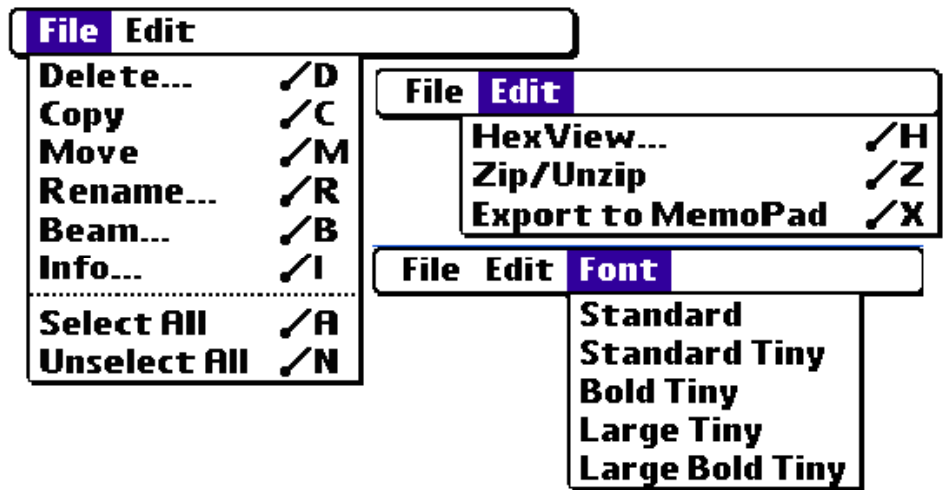 File Edit
Delete... /D
Copy /C
Move /M
Rename... /R
Beam... /B
Info... /I
Select All /A
Unselect All /N
File Edit
HexView... /H
Zip/Unzip /Z
Export to MemoPad /X
File Edit Font
Standard
Standard Tiny
Bold Tiny
Large Tiny
Large Bold Tiny